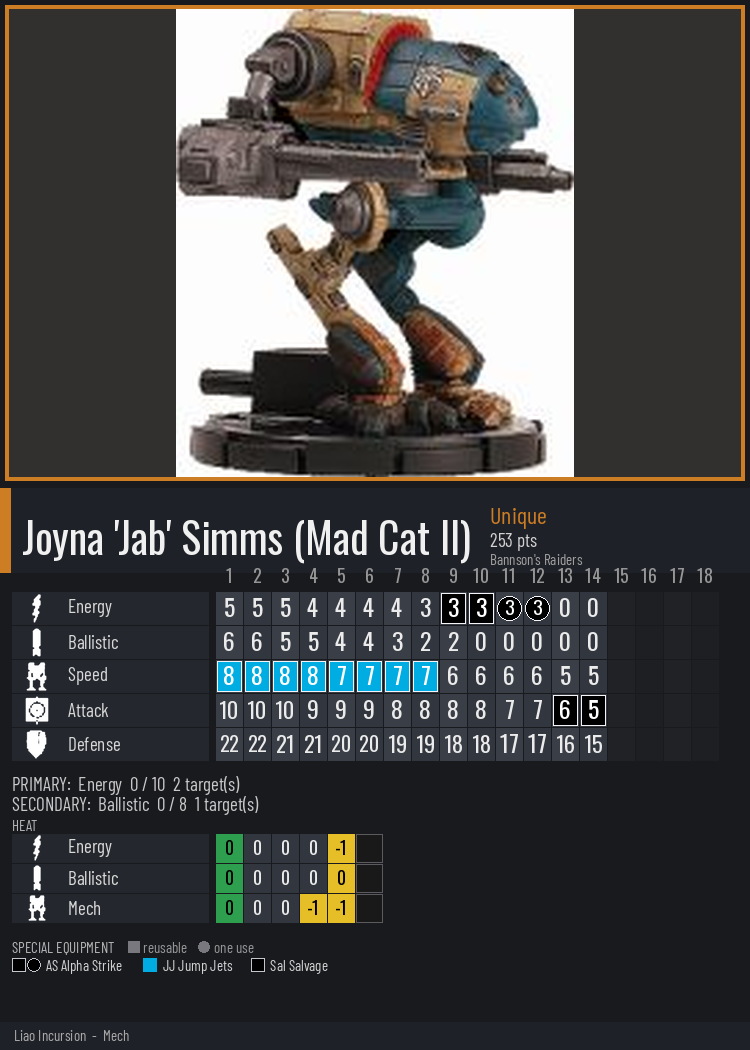 Joyna 'Jab' Simms (Mad Cat II)
Unique
253 pts
Bannson's Raiders
1 2 3 4 5 6 7 8 9 10 11 12 13 14 15 16 17 18
Energy 5 5 5 4 4 4 4 3 3 3 3 3 0 0
Ballistic 6 6 5 5 4 4 3 2 2 0 0 0 0 0
Speed 8 8 8 8 7 7 7 7 6 6 6 6 5 5
Attack 10 10 10 9 9 9 8 8 8 8 7 7 6 5
Defense 22 22 21 21 20 20 19 19 18 18 17 17 16 15
PRIMARY: Energy 0 / 10 2 target(s)
SECONDARY: Ballistic 0 / 8 1 target(s)
HEAT
Energy 0 0 0 0 -1
Ballistic 0 0 0 0 0
Mech 0 0 0 -1 -1
SPECIAL EQUIPMENT reusable one use
AS Alpha Strike JJ Jump Jets Sal Salvage
Liao Incursion - Mech